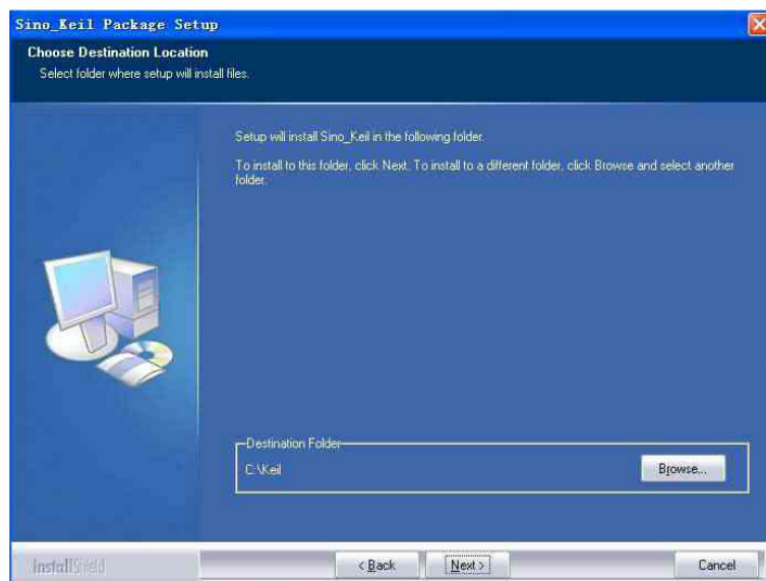 Sino_Keil Package Setup
Choose Destination Location
Select folder where setup will install files.
Setup will install Sino_Keil in the following folder.
To install to this folder, click Next. To install to a different folder, click Browse and select another
folder.
Destination Folder
C:\Keil
Browse...
InstallShield
< Back
Next >
Cancel